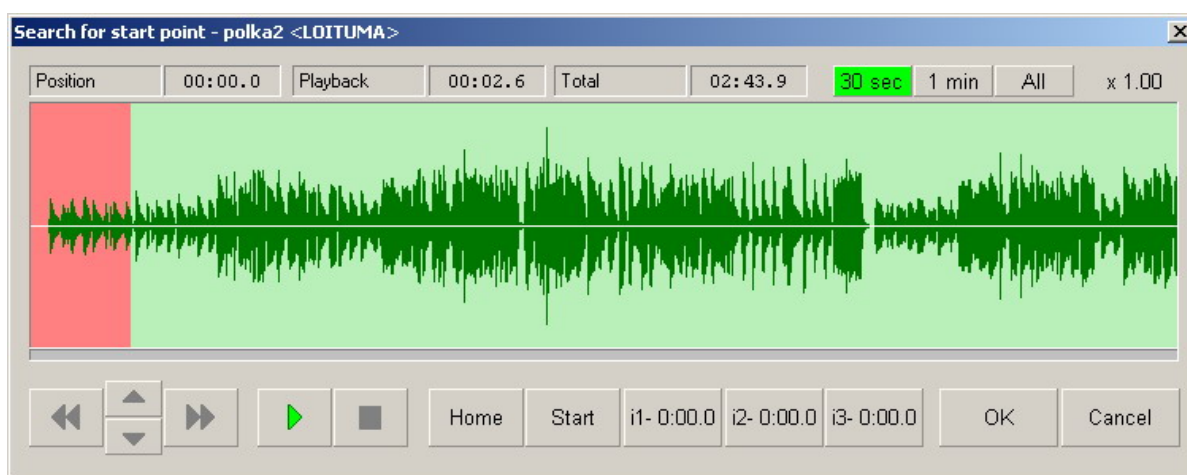 Search for start point - polka2 <LOITUMA>
Position 00:00.0 Playback 00:02.6 Total 02:43.9 30 sec 1 min All x 1.00
Home Start i1- 0:00.0 i2- 0:00.0 i3- 0:00.0 OK Cancel